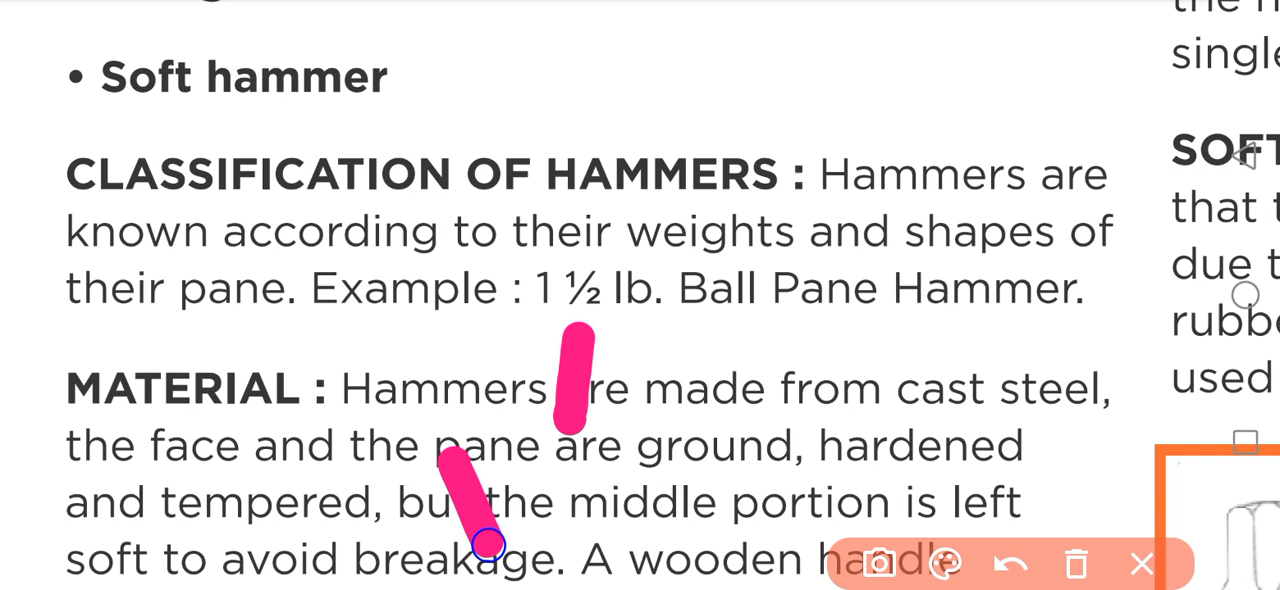 • Soft hammer
CLASSIFICATION OF HAMMERS : Hammers are
known according to their weights and shapes of
their pane. Example : 1 ½ lb. Ball Pane Hammer.
MATERIAL : Hammers are made from cast steel,
the face and the pane are ground, hardened
and tempered, but the middle portion is left
soft to avoid breakage. A wooden handle
single
SOFT
that
due
used